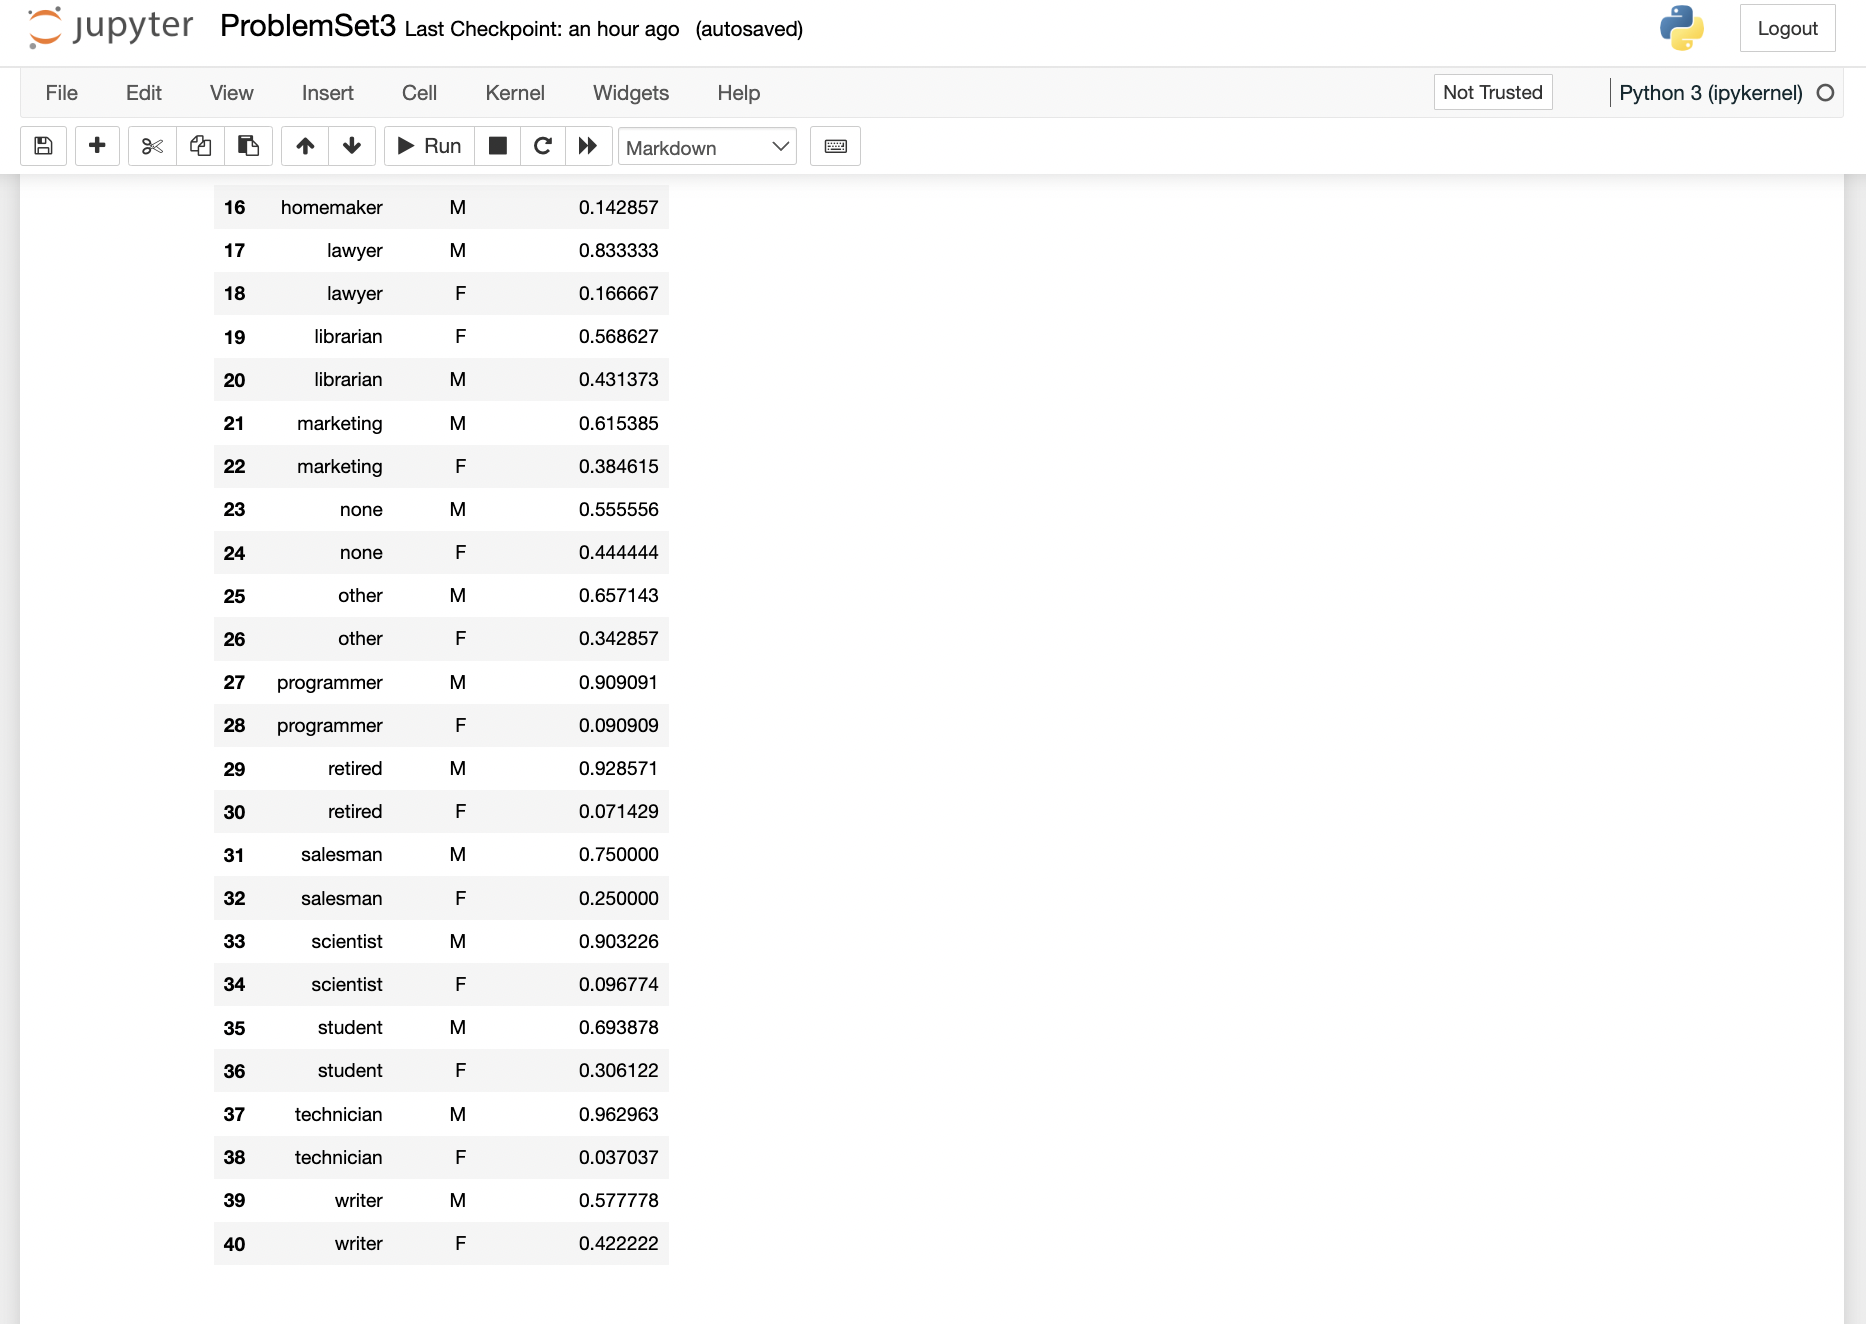 jupyter ProblemSet3 Last Checkpoint: an hour ago (autosaved) Logout
File Edit View Insert Cell Kernel Widgets Help Not Trusted Python 3 (ipykernel)
Run Markdown
16 homemaker M 0.142857
17 lawyer M 0.833333
18 lawyer F 0.166667
19 librarian F 0.568627
20 librarian M 0.431373
21 marketing M 0.615385
22 marketing F 0.384615
23 none M 0.555556
24 none F 0.444444
25 other M 0.657143
26 other F 0.342857
27 programmer M 0.909091
28 programmer F 0.090909
29 retired M 0.928571
30 retired F 0.071429
31 salesman M 0.750000
32 salesman F 0.250000
33 scientist M 0.903226
34 scientist F 0.096774
35 student M 0.693878
36 student F 0.306122
37 technician M 0.962963
38 technician F 0.037037
39 writer M 0.577778
40 writer F 0.422222